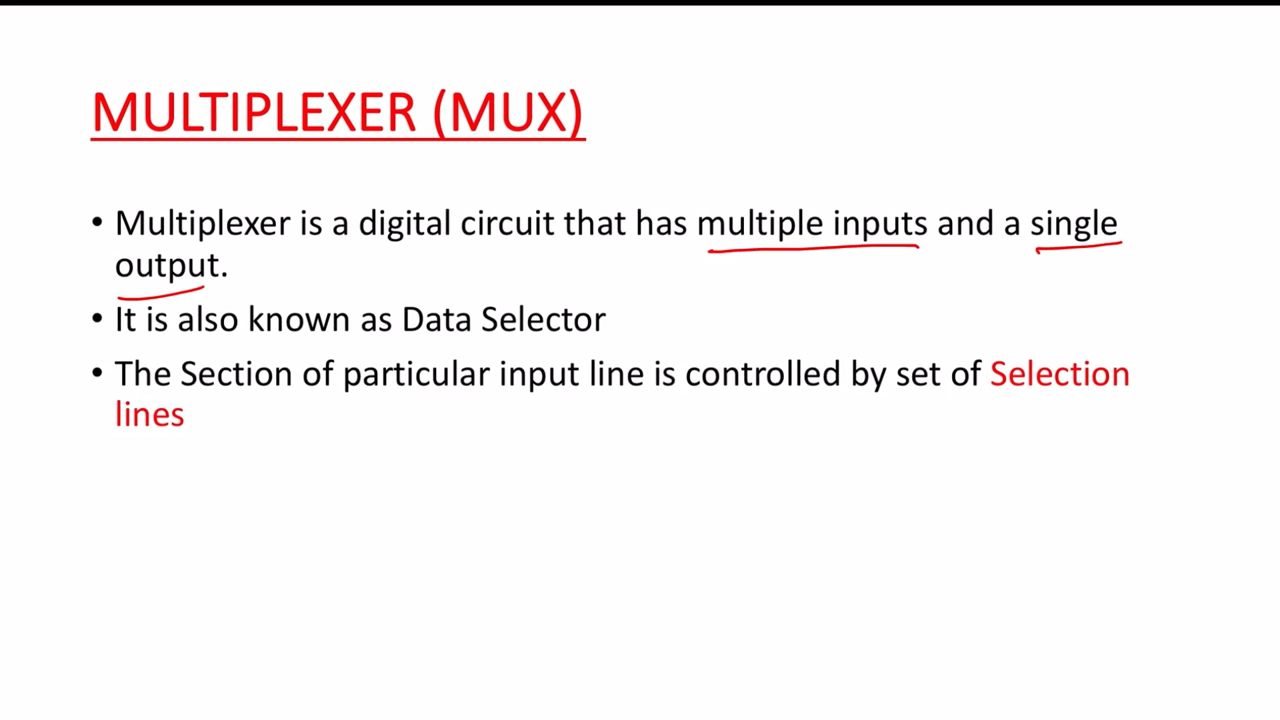 MULTIPLEXER (MUX)
• Multiplexer is a digital circuit that has multiple inputs and a single
output.
• It is also known as Data Selector
• The Section of particular input line is controlled by set of Selection
lines